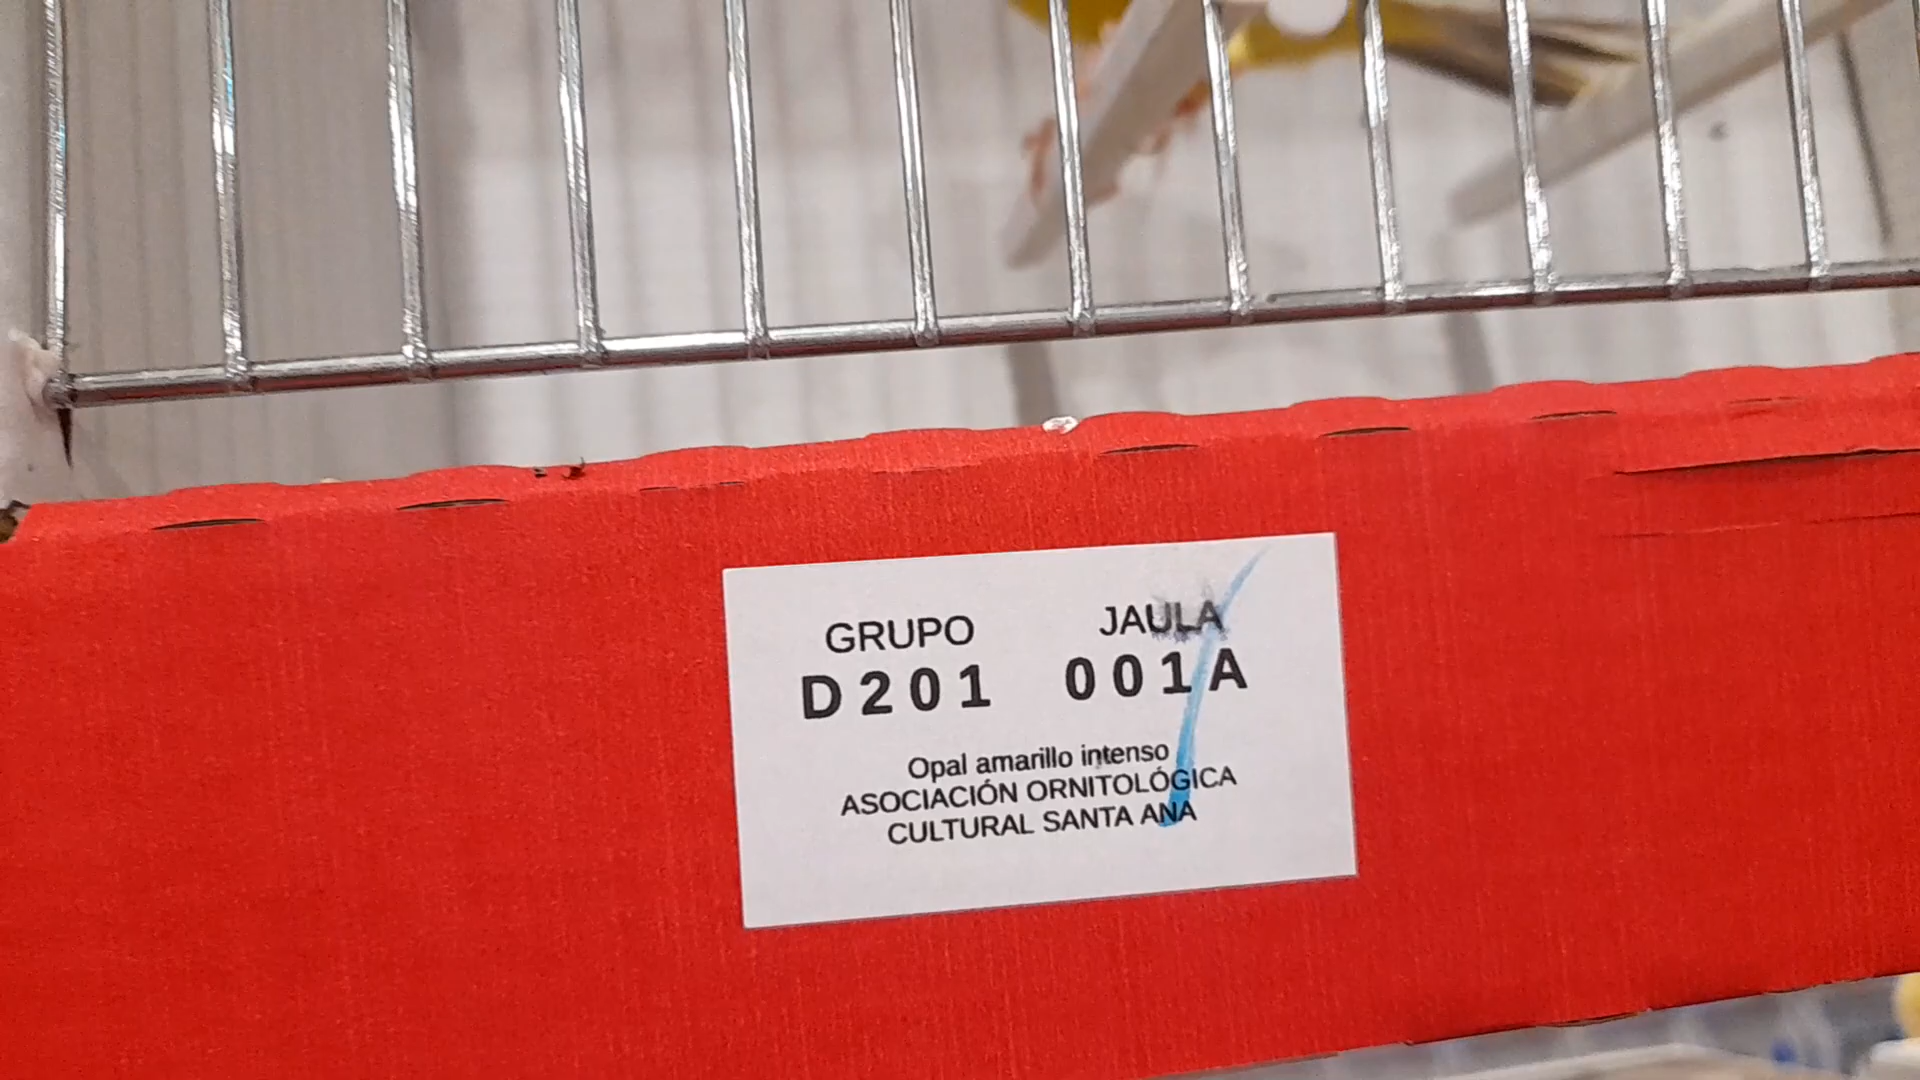 GRUPO JAULA
D201 001A
Opal amarillo intenso
ASOCIACIÓN ORNITOLÓGICA
CULTURAL SANTA ANA